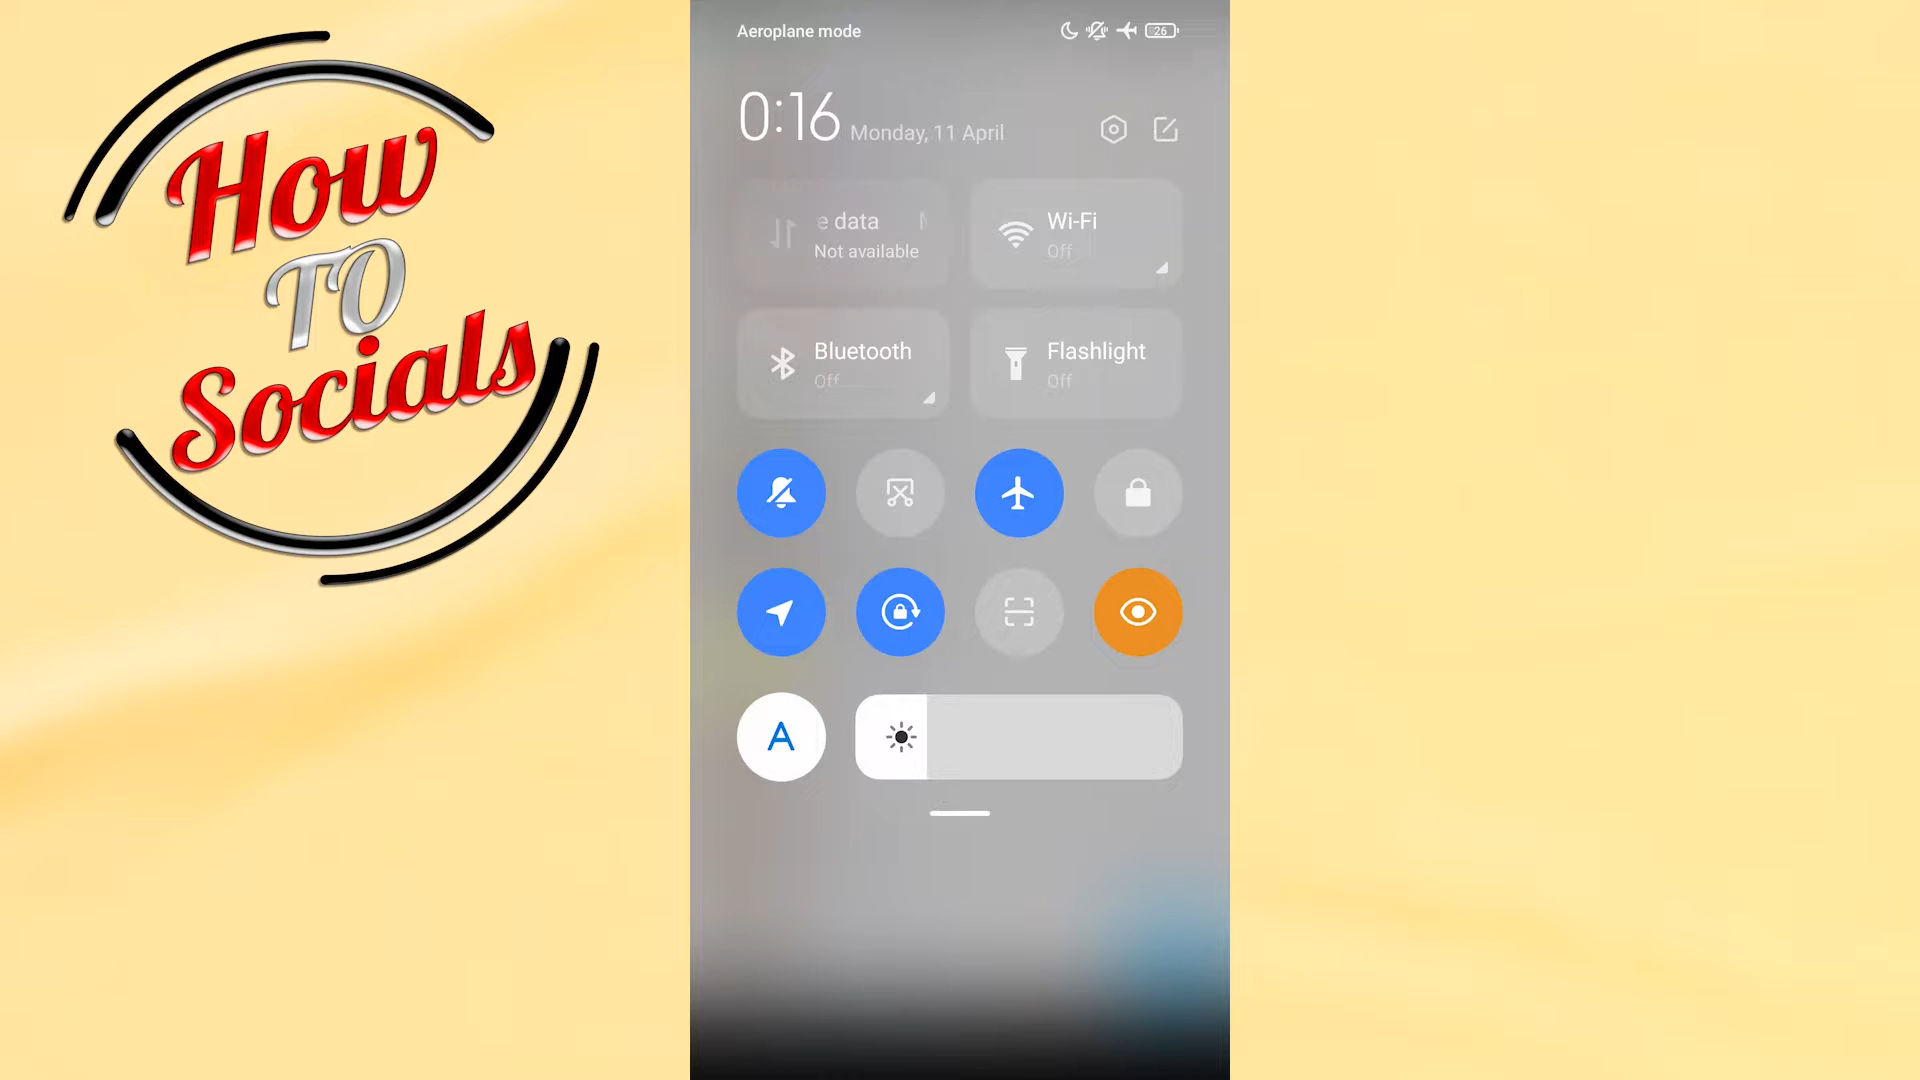 How
TO
Socials
Aeroplane mode
26
0:16 Monday, 11 April
e data
Not available
Wi-Fi
Off
Bluetooth
Off
Flashlight
Off
A